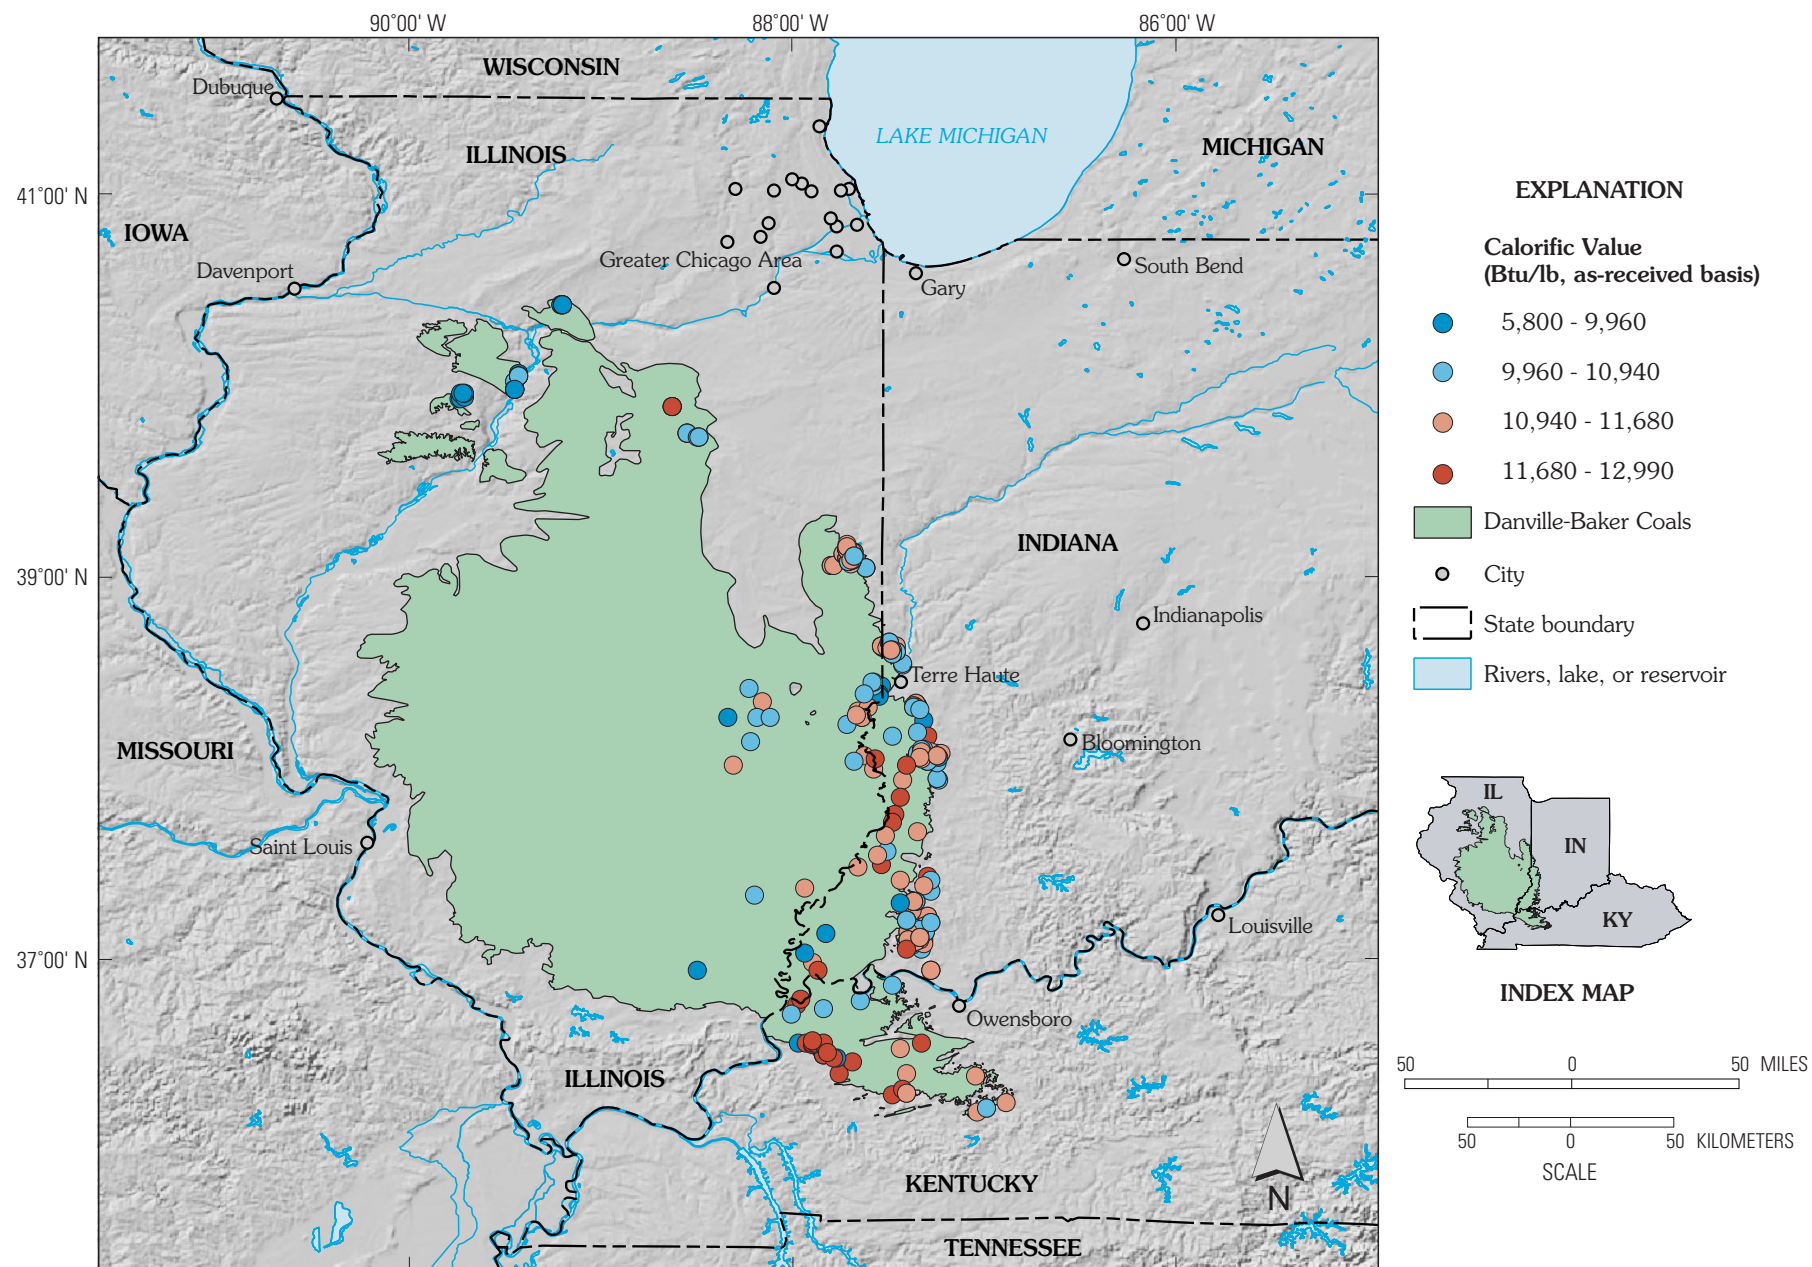 90°00' W
88°00' W
86°00' W
41°00' N
39°00' N
37°00' N
WISCONSIN
Dubuque
LAKE MICHIGAN
ILLINOIS
MICHIGAN
IOWA
Davenport
Greater Chicago Area
South Bend
Gary
INDIANA
Indianapolis
Terre Haute
MISSOURI
Bloomington
Saint Louis
Louisville
Owensboro
ILLINOIS
KENTUCKY
TENNESSEE
N
EXPLANATION
Calorific Value
(Btu/lb, as-received basis)
5,800 - 9,960
9,960 - 10,940
10,940 - 11,680
11,680 - 12,990
Danville-Baker Coals
City
State boundary
Rivers, lake, or reservoir
IL
IN
KY
INDEX MAP
50 0 50 MILES
50 0 50 KILOMETERS
SCALE